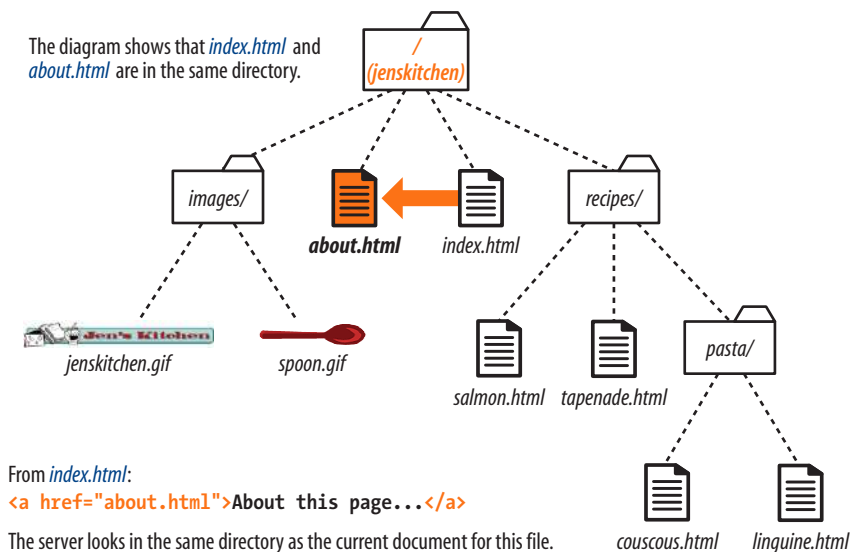 The diagram shows that index.html and
about.html are in the same directory.
/
(jenskitchen)
images/
about.html
index.html
recipes/
Jen's Kitchen
jenskitchen.gif
spoon.gif
salmon.html
tapenade.html
pasta/
couscous.html
linguine.html
From index.html:
<a href="about.html">About this page...</a>
The server looks in the same directory as the current document for this file.